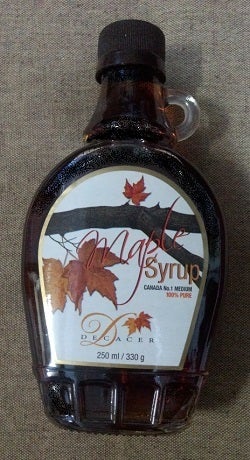 Maple
Syrup
CANADA No.1 MEDIUM
100% PURE
D
DECACER
250 ml / 330 g